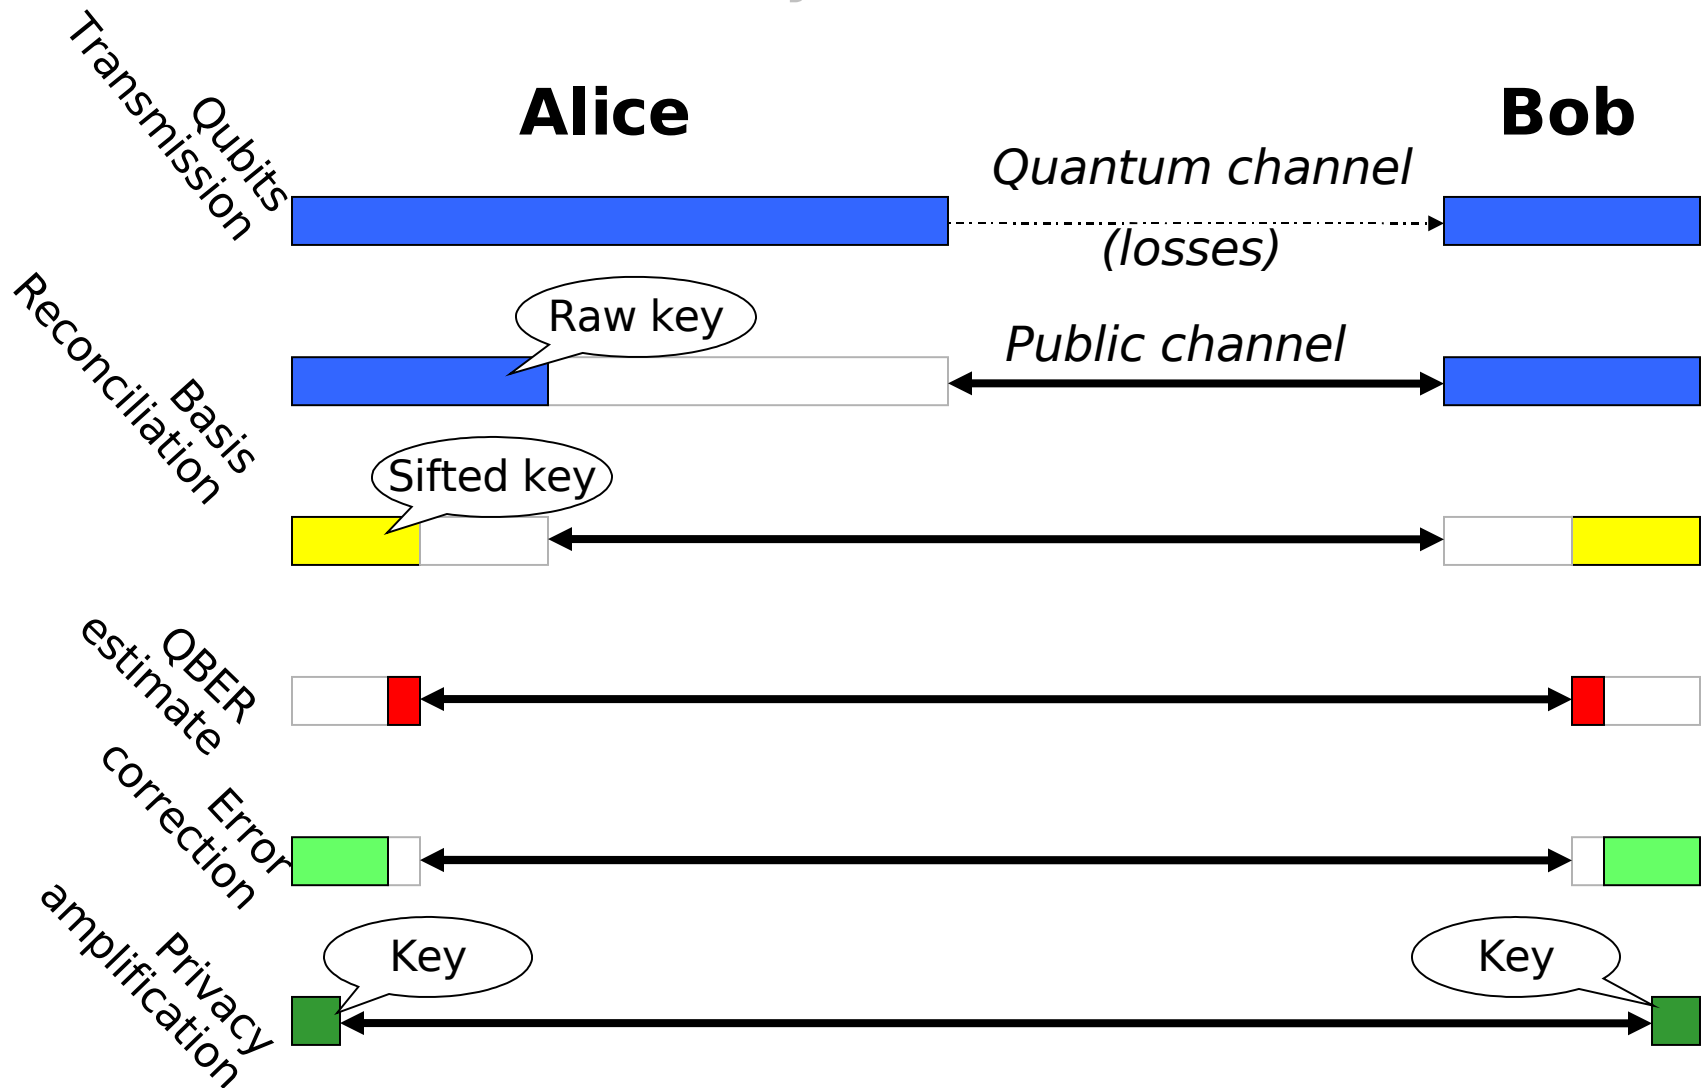 Alice
Bob
Qubits
Transmission
Quantum channel
(losses)
Raw key
Public channel
Basis
Reconciliation
Sifted key
QBER
estimate
Error
correction
Privacy
amplification
Key
Key